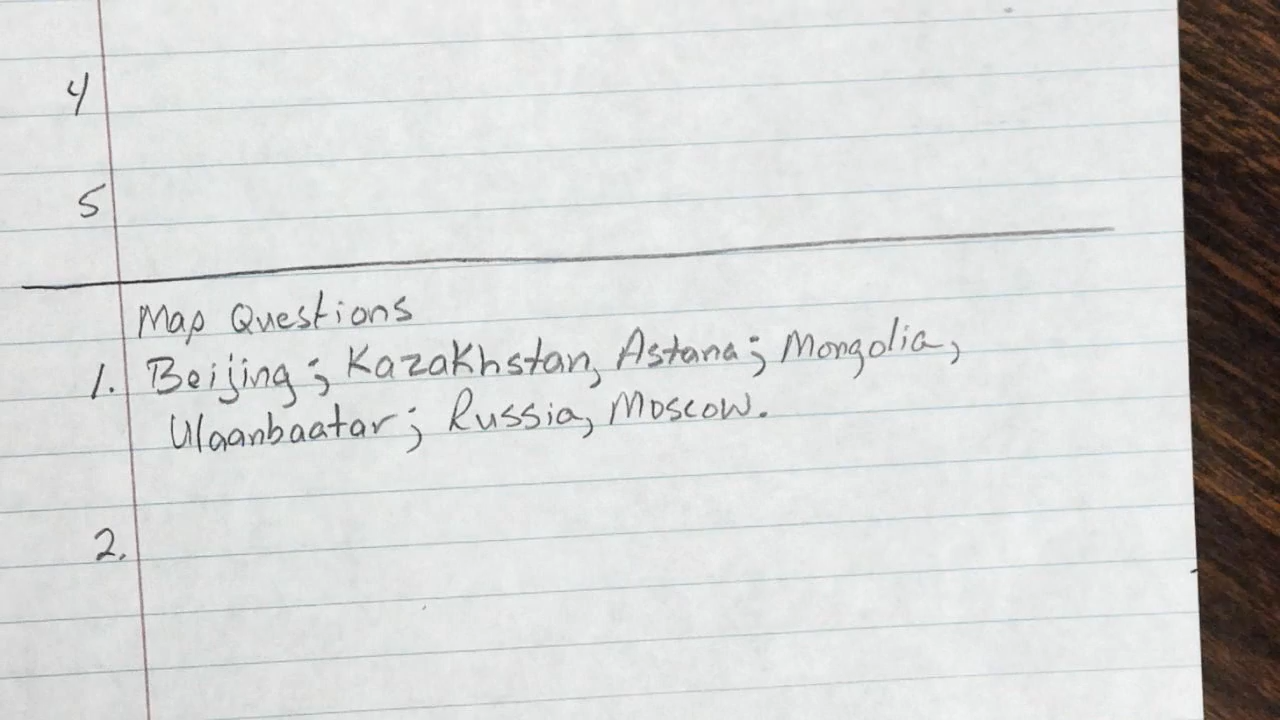 4
5
Map Questions
1. Beijing; Kazakhstan, Astana; Mongolia,
Ulaanbaatar; Russia, Moscow.
2.